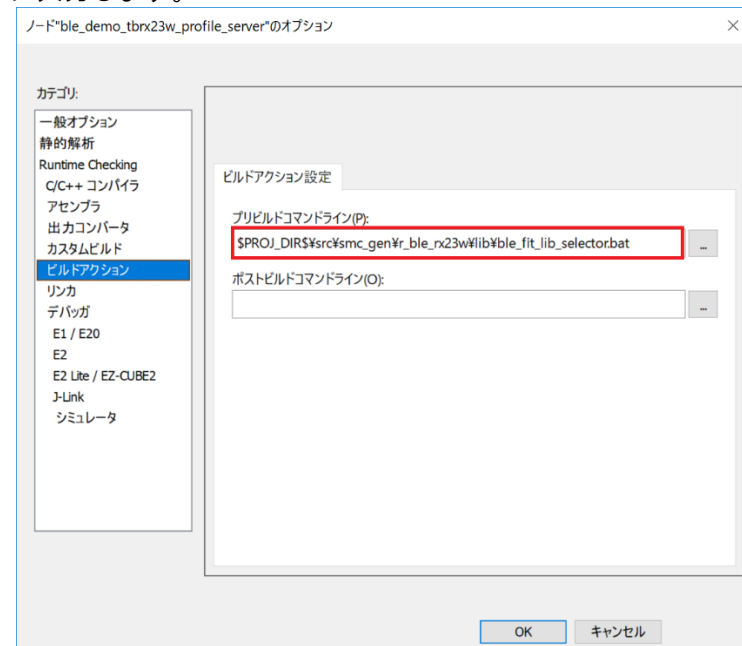 ノード"ble_demo_tbrx23w_profile_server"のオプション
カテゴリ:
一般オプション
静的解析
Runtime Checking
C/C++ コンパイラ
アセンブラ
出力コンバータ
カスタムビルド
ビルドアクション
リンカ
デバッガ
E1 / E20
E2
E2 Lite / EZ-CUBE2
J-Link
シミュレータ
ビルドアクション設定
プリビルドコマンドライン(P):
$PROJ_DIR$¥src¥smc_gen¥r_ble_rx23w¥lib¥ble_fit_lib_selector.bat
...
ポストビルドコマンドライン(O):
...
OK
キャンセル